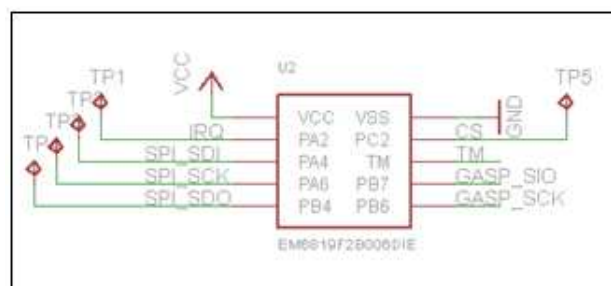 U2
VCC
TP1
TP5
VCC VSS
GND
IRQ PA2 PC2 CS
SPI_SDI PA4 TM TM
SPI_SCK PA6 PB7 GASP_SIO
SPI_SDO PB4 PB6 GASP_SCK